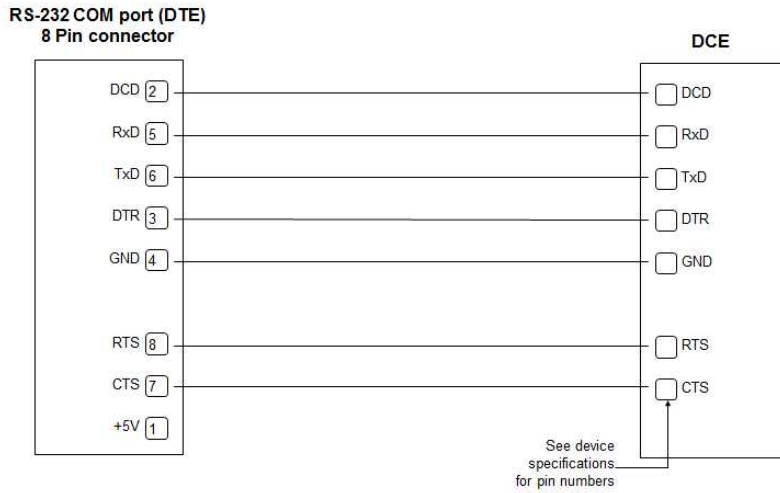 RS-232 COM port (DTE)
8 Pin connector
DCE
DCD 2 DCD
RxD 5 RxD
TxD 6 TxD
DTR 3 DTR
GND 4 GND
RTS 8 RTS
CTS 7 CTS
+5V 1
See device
specifications
for pin numbers